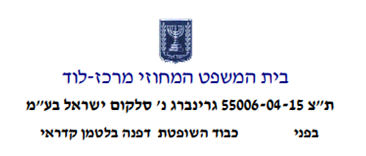 בית המשפט המחוזי מרכז-לוד
ת"צ 55006-04-15 גרינברג נ' סלקום ישראל בע"מ
בפני כבוד השופטת דפנה בלטמן קדראי